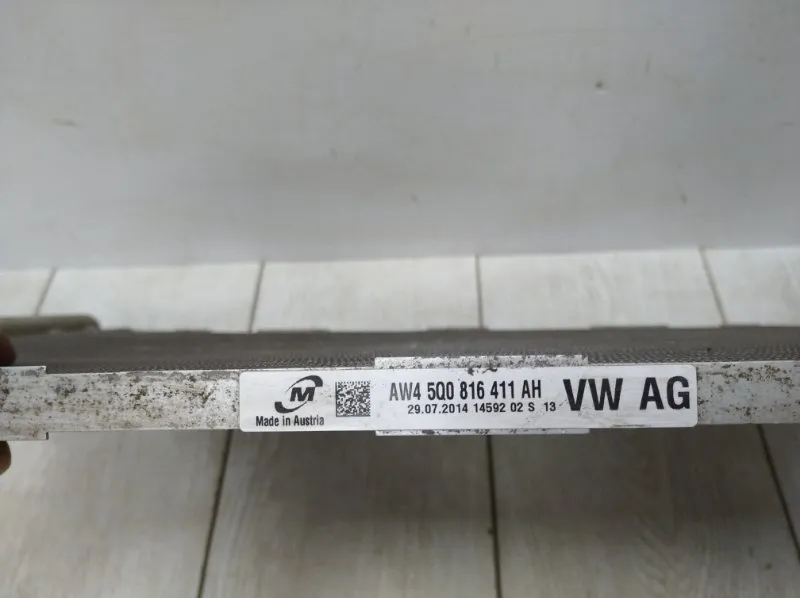 M
Made in Austria
AW4 5Q0 816 411 AH
29.07.2014 14592 02 S 13
VW AG